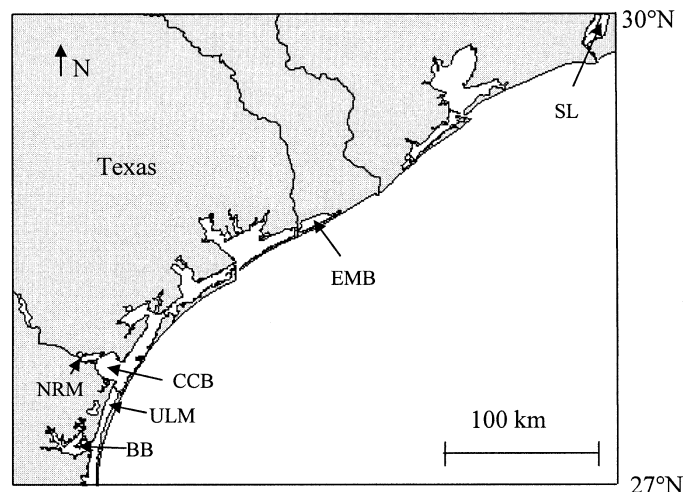 30°N
N
SL
Texas
EMB
NRM
CCB
ULM
100 km
BB
27°N